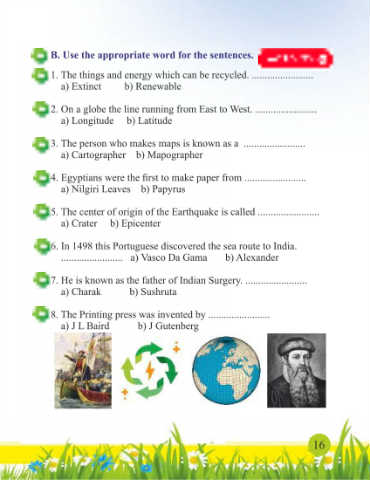 B. Use the appropriate word for the sentences.
1. The things and energy which can be recycled. ........................
a) Extinct b) Renewable
2. On a globe the line running from East to West. ........................
a) Longitude b) Latitude
3. The person who makes maps is known as a ........................
a) Cartographer b) Mapographer
4. Egyptians were the first to make paper from ........................
a) Nilgiri Leaves b) Papyrus
5. The center of origin of the Earthquake is called ........................
a) Crater b) Epicenter
6. In 1498 this Portuguese discovered the sea route to India.
........................ a) Vasco Da Gama b) Alexander
7. He is known as the father of Indian Surgery. ........................
a) Charak b) Sushruta
8. The Printing press was invented by ........................
a) J L Baird b) J Gutenberg
16